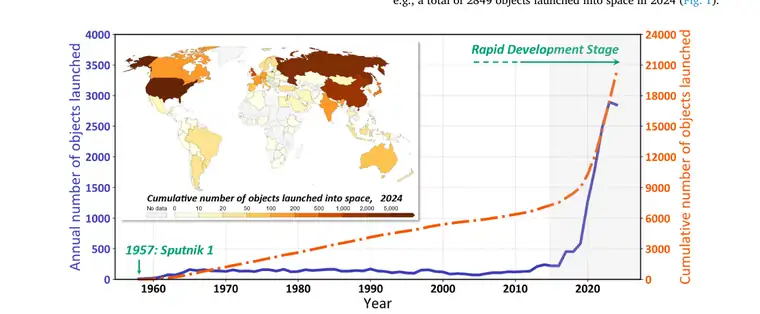 e.g., a total of 2849 objects launched into space in 2024 (Fig. 1).
4000
3500
3000
2500
2000
1500
1000
500
0
Annual number of objects launched
Rapid Development Stage
Cumulative number of objects launched into space, 2024
No data 0 10 20 50 100 200 500 1,000 2,000 5,000
1957: Sputnik 1
24000
21000
18000
15000
12000
9000
6000
3000
0
Cumulative number of objects launched
1960 1970 1980 1990 2000 2010 2020
Year